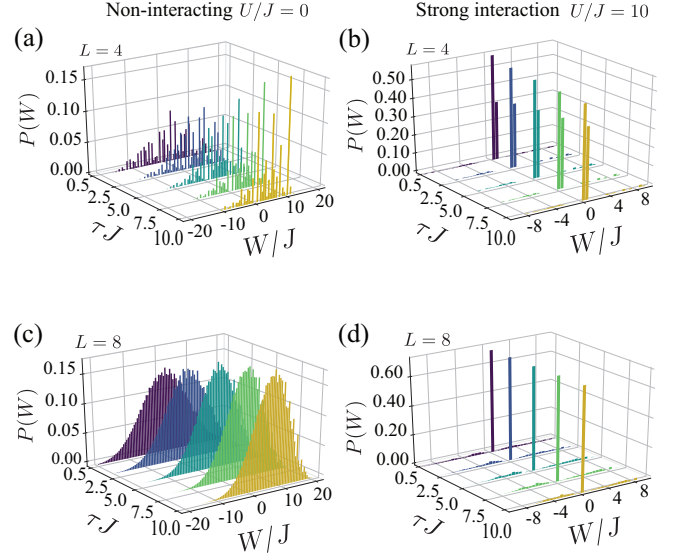 Non-interacting U/J = 0
Strong interaction U/J = 10
(a)
L = 4
P(W)
0.15
0.10
0.05
0.00
0.5
2.5
5.0
7.5
10.0
τJ
-20
-10
0
10
20
W/J
(b)
L = 4
P(W)
0.50
0.40
0.30
0.20
0.10
0.00
0.5
2.5
5.0
7.5
10.0
τJ
-8
-4
0
4
8
W/J
(c)
L = 8
P(W)
0.15
0.10
0.05
0.00
0.5
2.5
5.0
7.5
10.0
τJ
-20
-10
0
10
20
W/J
(d)
L = 8
P(W)
0.60
0.40
0.20
0.00
0.5
2.5
5.0
7.5
10.0
τJ
-8
-4
0
4
8
W/J